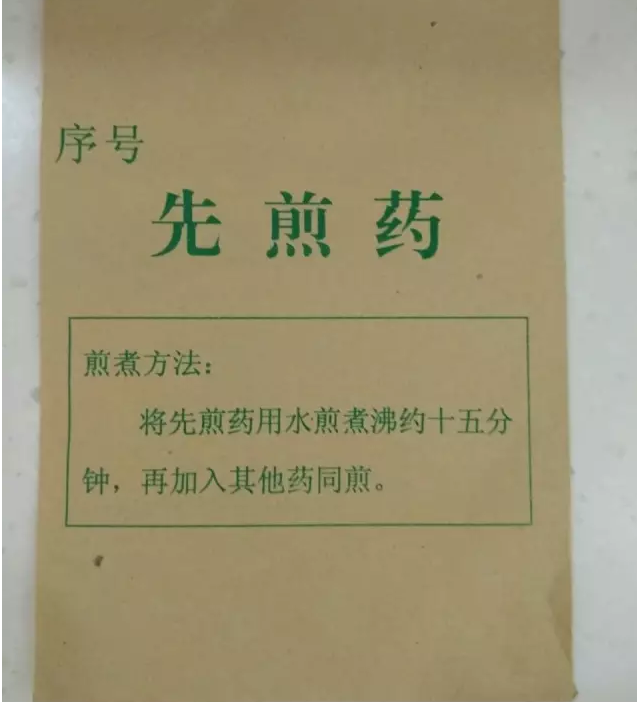 序号
先煎药
煎煮方法：
将先煎药用水煎煮沸约十五分
钟，再加入其他药同煎。